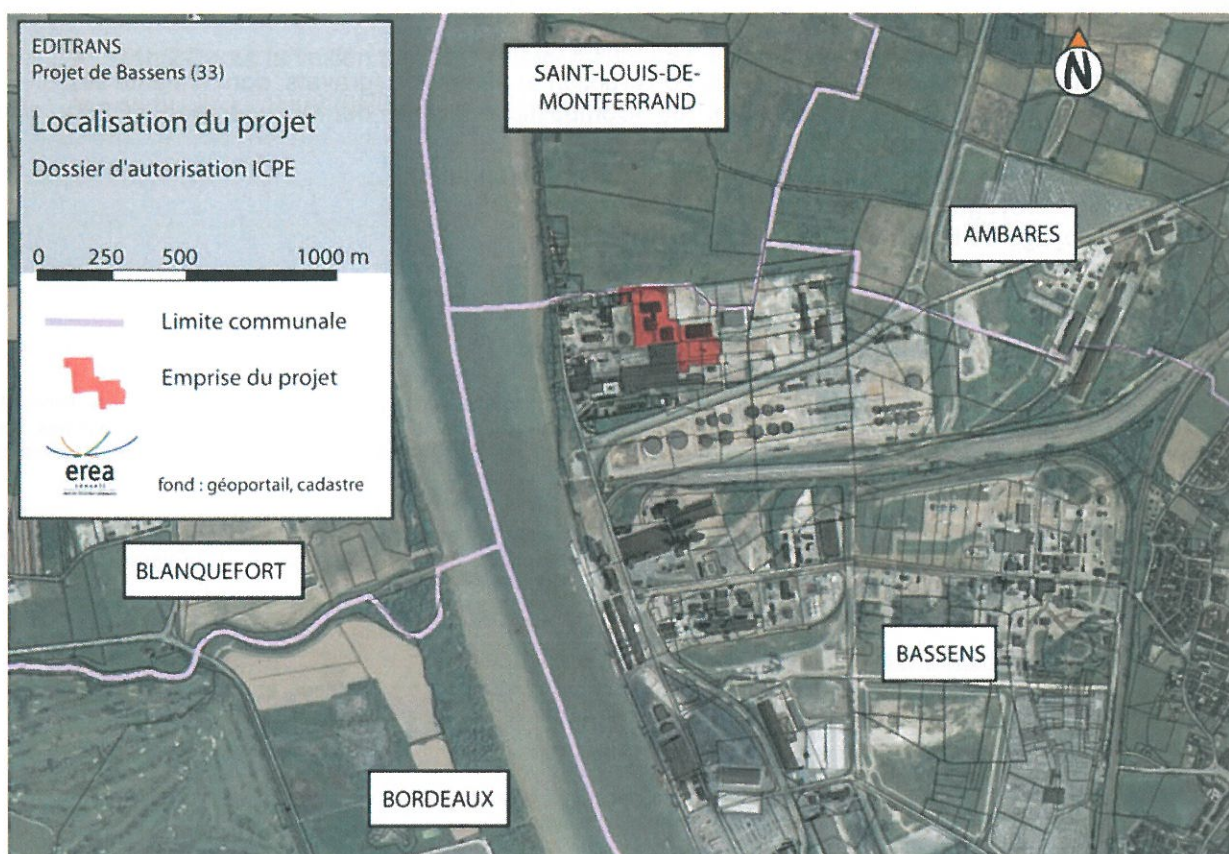 EDITRANS
Projet de Bassens (33)
Localisation du projet
Dossier d'autorisation ICPE
0 250 500 1000 m
Limite communale
Emprise du projet
erea
fond : géoportail, cadastre
SAINT-LOUIS-DE-
MONTFERRAND
N
AMBARES
BLANQUEFORT
BASSENS
BORDEAUX